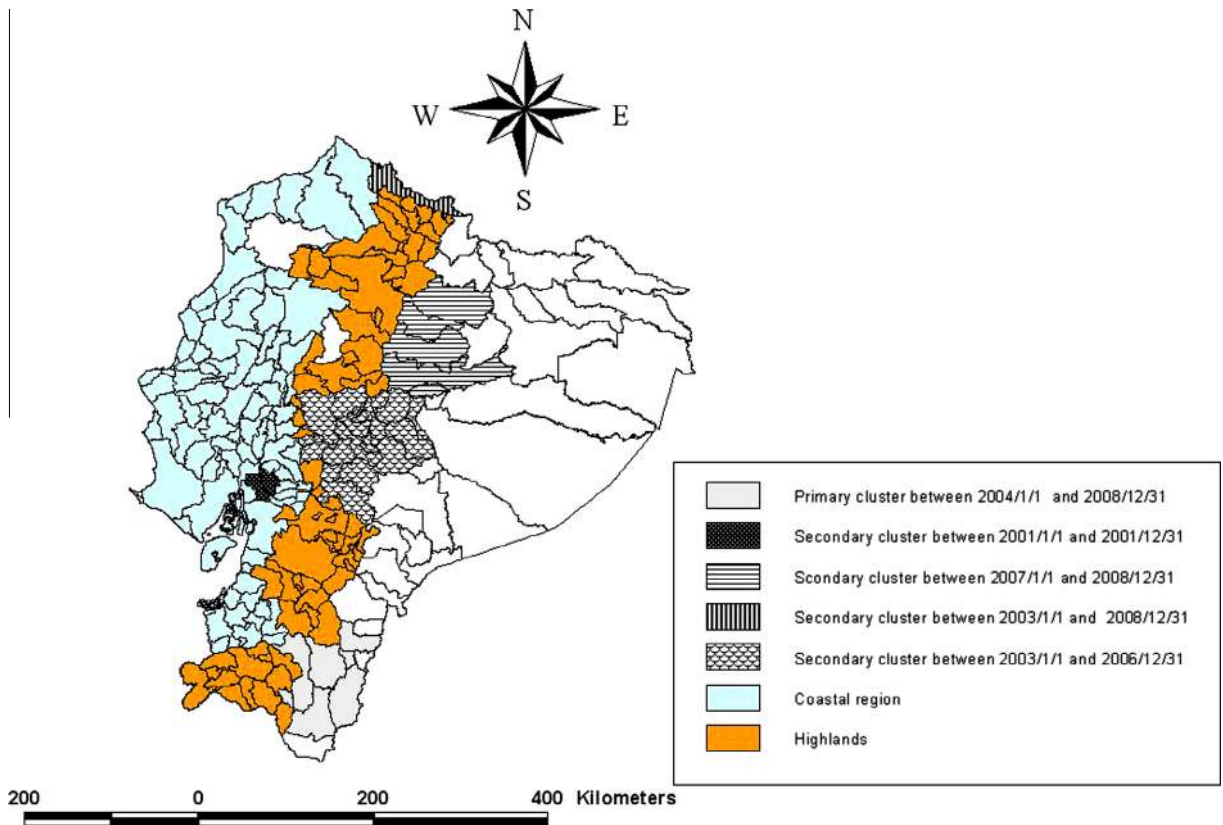 N
W E
S
Primary cluster between 2004/1/1 and 2008/12/31
Secondary cluster between 2001/1/1 and 2001/12/31
Scondary cluster between 2007/1/1 and 2008/12/31
Secondary cluster between 2003/1/1 and 2008/12/31
Secondary cluster between 2003/1/1 and 2006/12/31
Coastal region
Highlands
200 0 200 400 Kilometers